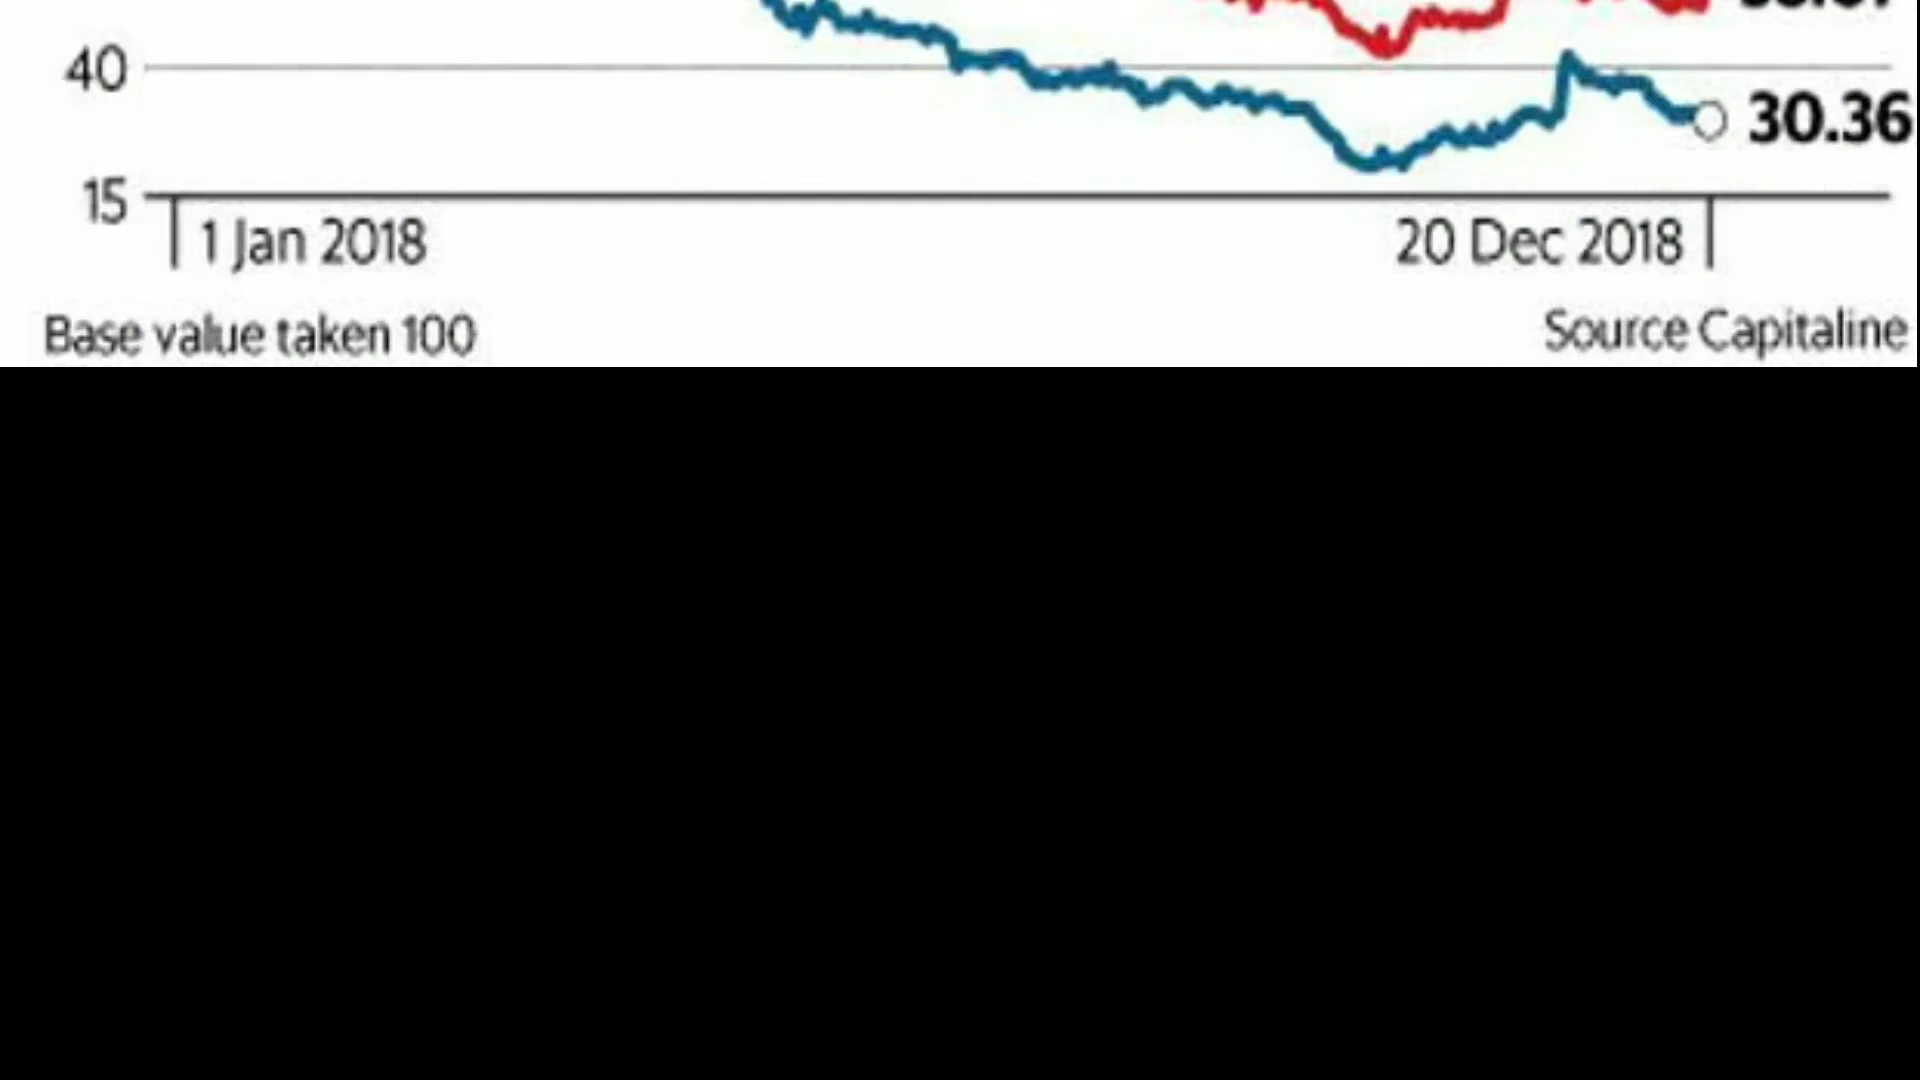 40
30.36
15
1 Jan 2018
20 Dec 2018
Base value taken 100
Source Capitaline